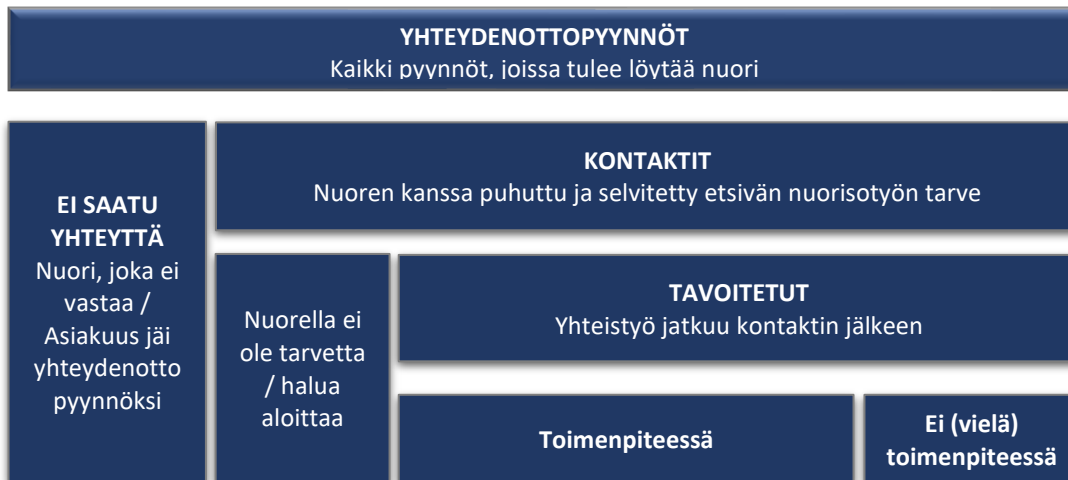 YHTEYDENOTTOPYYNNÖT
Kaikki pyynnöt, joissa tulee löytää nuori
EI SAATU
YHTEYTTÄ
Nuori, joka ei
vastaa /
Asiakuus jäi
yhteydenotto
pyynnöksi
KONTAKTIT
Nuoren kanssa puhuttu ja selvitetty etsivän nuorisotyön tarve
Nuorella ei
ole tarvetta
/ halua
aloittaa
TAVOITETUT
Yhteistyö jatkuu kontaktin jälkeen
Toimenpiteessä
Ei (vielä)
toimenpiteessä